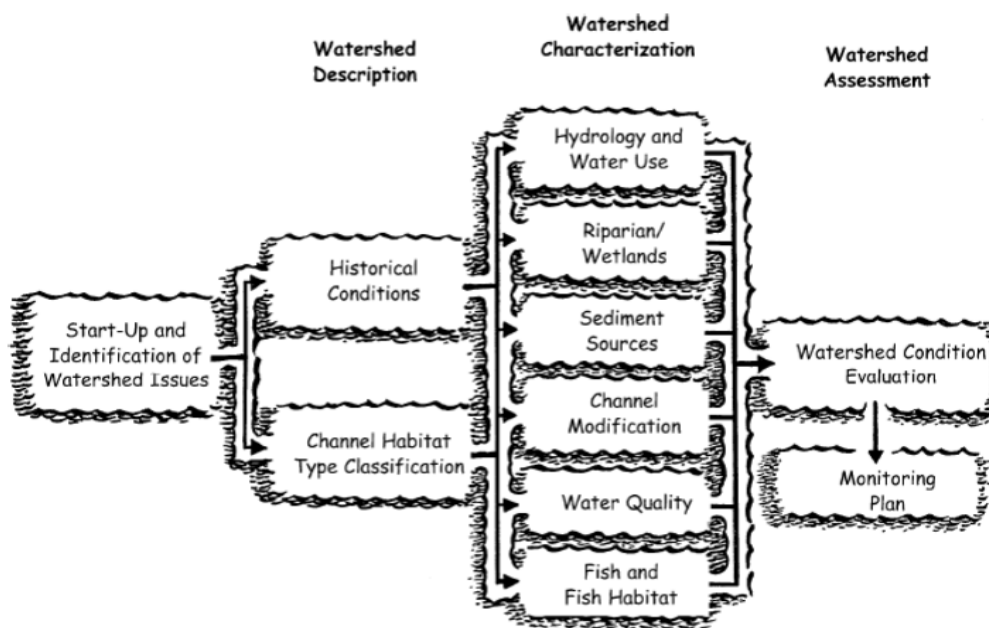 Watershed
Description
Watershed
Characterization
Watershed
Assessment
Start-Up and
Identification of
Watershed Issues
Historical
Conditions
Channel Habitat
Type Classification
Hydrology and
Water Use
Riparian/
Wetlands
Sediment
Sources
Channel
Modification
Water Quality
Fish and
Fish Habitat
Watershed Condition
Evaluation
Monitoring
Plan